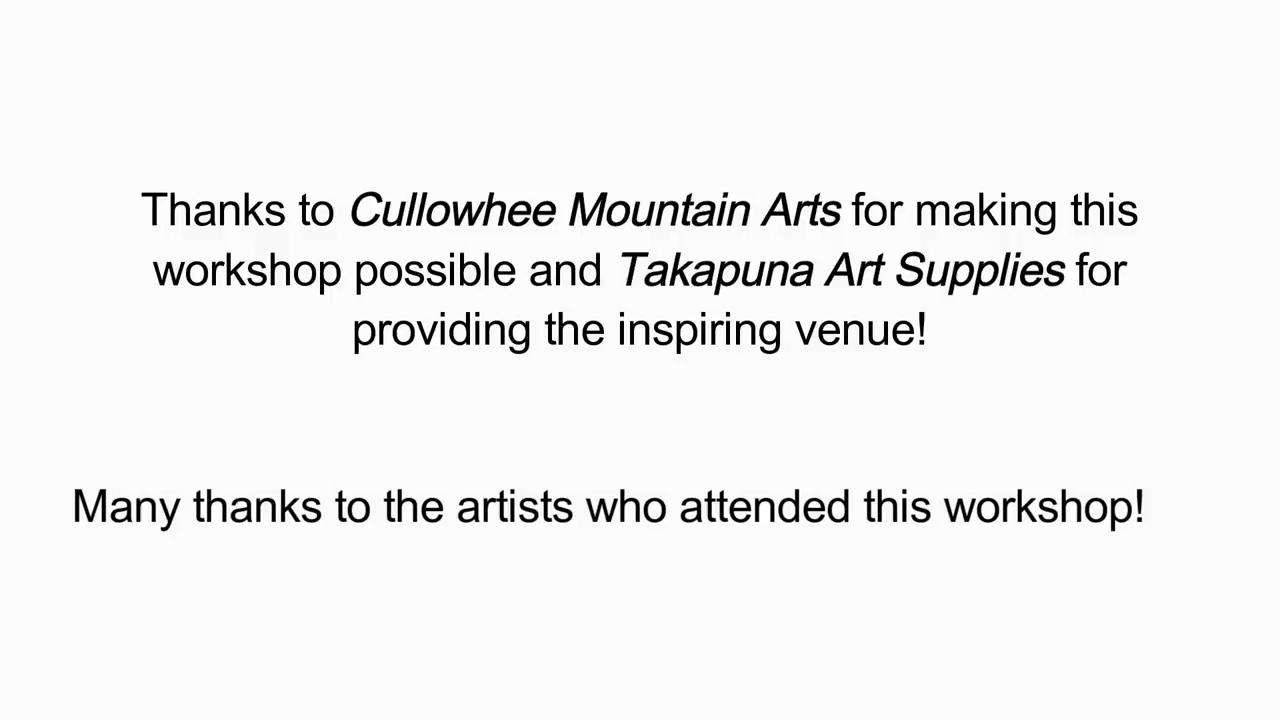 Thanks to Cullowhee Mountain Arts for making this
workshop possible and Takapuna Art Supplies for
providing the inspiring venue!
Many thanks to the artists who attended this workshop!